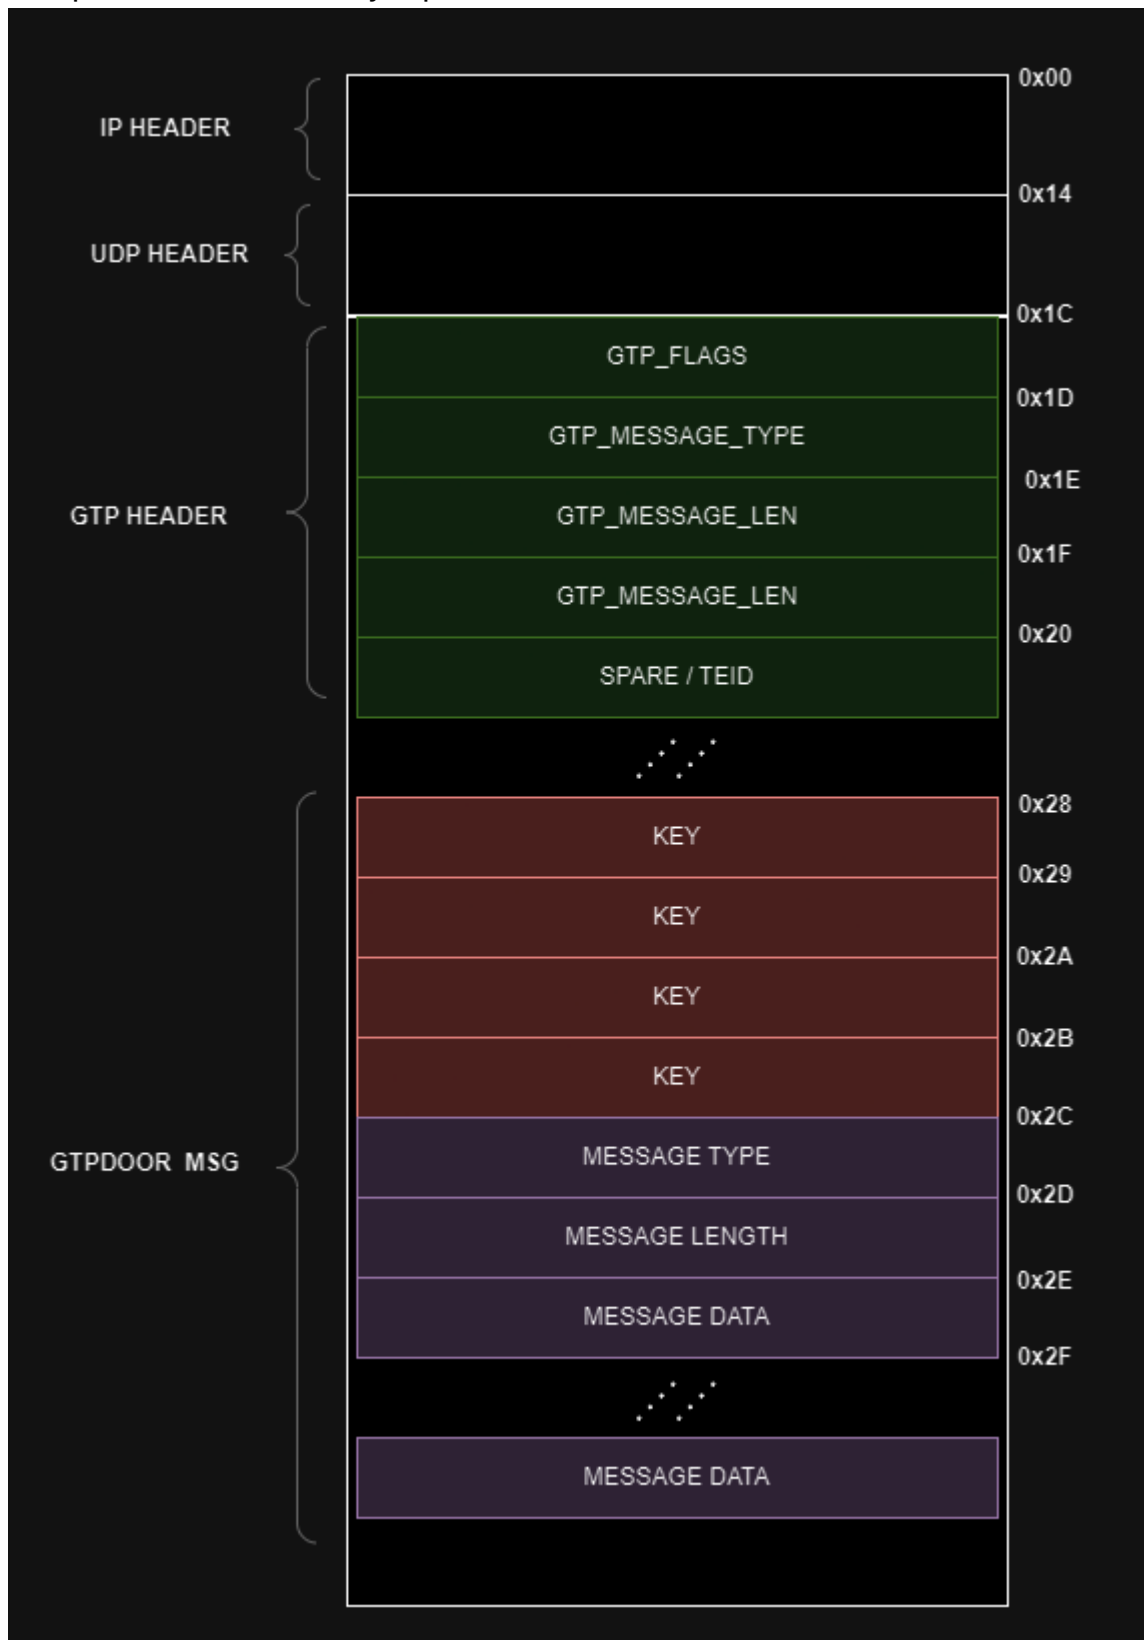 0x00
IP HEADER
0x14
UDP HEADER
0x1C
GTP_FLAGS
0x1D
GTP_MESSAGE_TYPE
0x1E
GTP HEADER
GTP_MESSAGE_LEN
0x1F
GTP_MESSAGE_LEN
0x20
SPARE / TEID
0x28
KEY
0x29
KEY
0x2A
KEY
0x2B
KEY
0x2C
GTPDOOR MSG
MESSAGE TYPE
0x2D
MESSAGE LENGTH
0x2E
MESSAGE DATA
0x2F
MESSAGE DATA